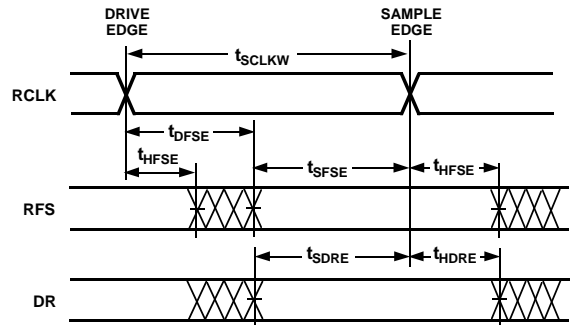 DRIVE EDGE
SAMPLE EDGE
tSCLKW
RCLK
tDFSE
tHFSE
tSFSE
tHFSE
RFS
tSDRE
tHDRE
DR